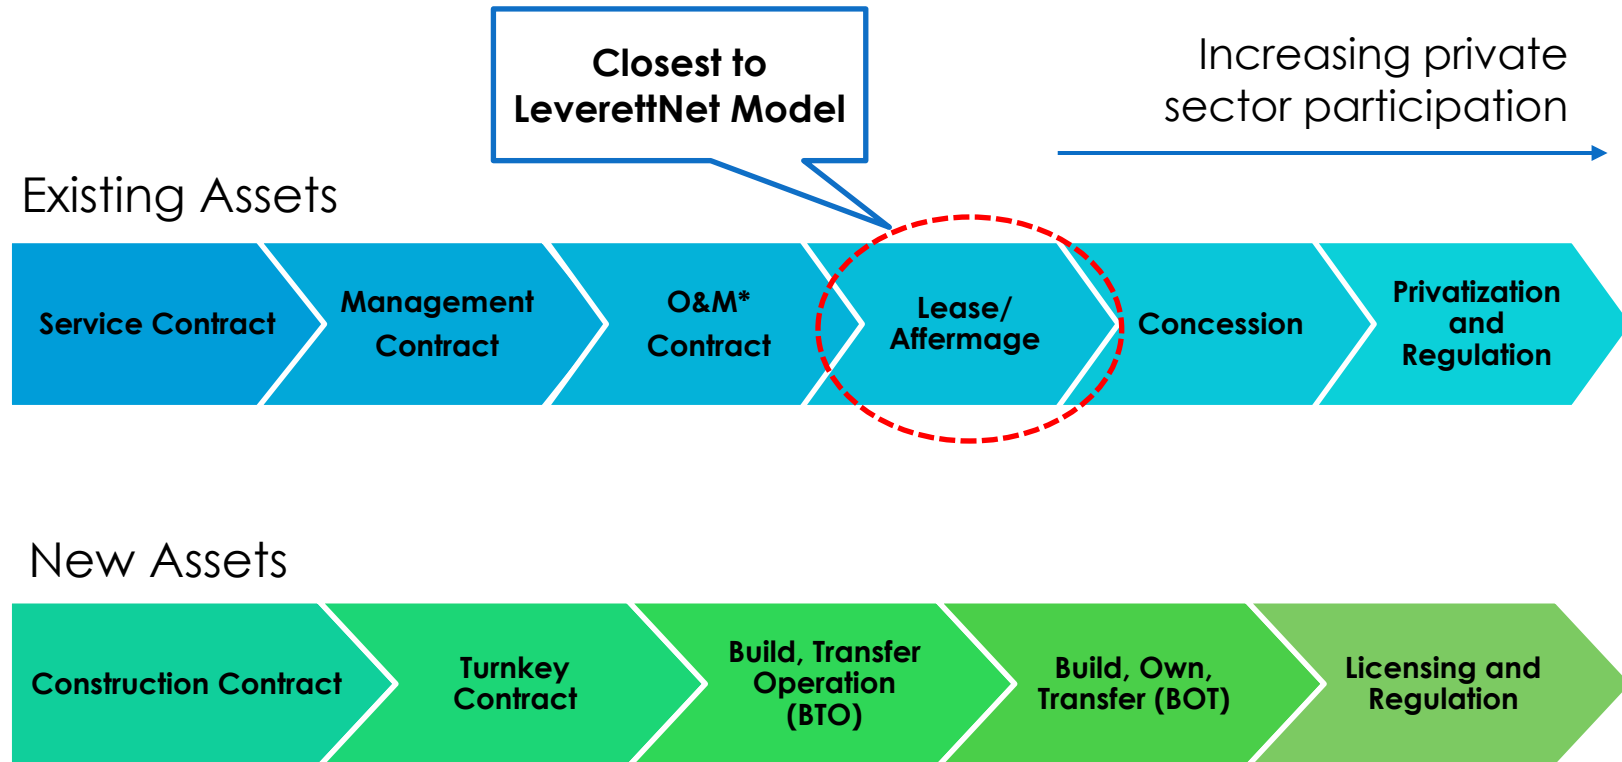 Closest to
LeverettNet Model
Increasing private
sector participation
Existing Assets
Service Contract
Management
Contract
O&M*
Contract
Lease/
Affermage
Concession
Privatization
and
Regulation
New Assets
Construction Contract
Turnkey
Contract
Build, Transfer
Operation
(BTO)
Build, Own,
Transfer (BOT)
Licensing and
Regulation